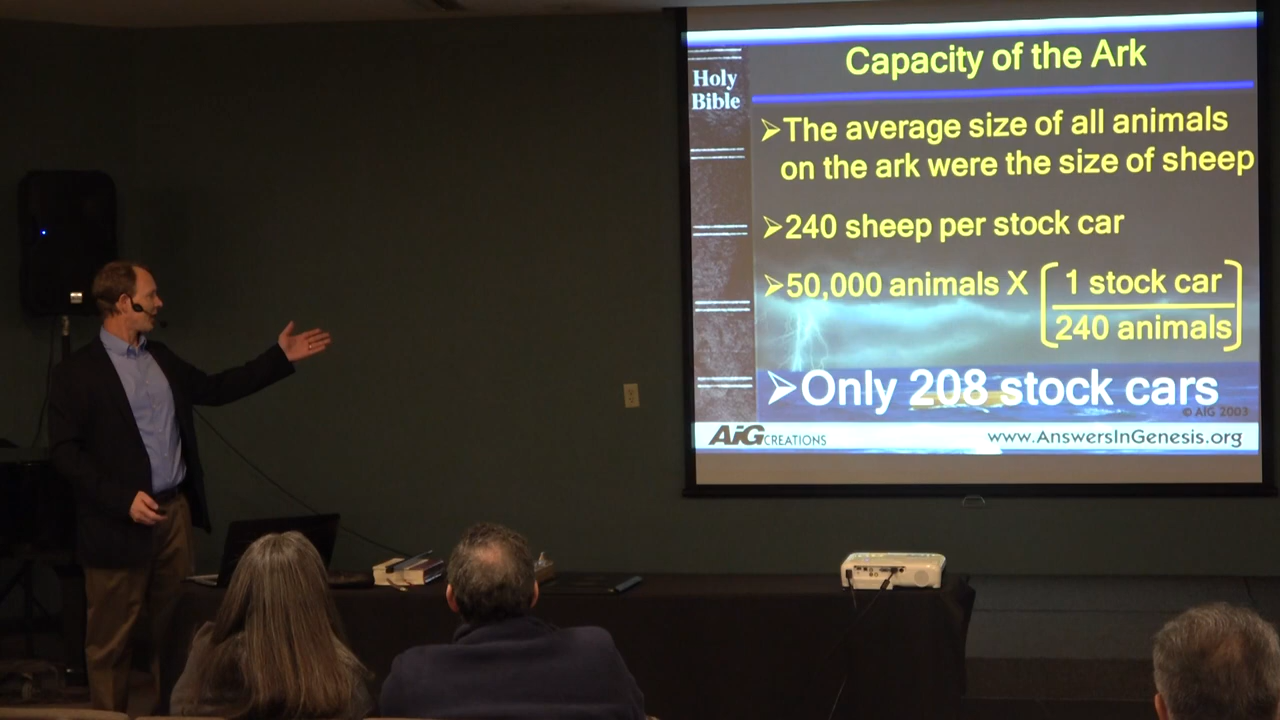 Capacity of the Ark
Holy
Bible
➢The average size of all animals
on the ark were the size of sheep
➢240 sheep per stock car
➢50,000 animals X
1 stock car
240 animals
➢Only 208 stock cars
© AiG 2003
AiG CREATIONS
www.AnswersInGenesis.org